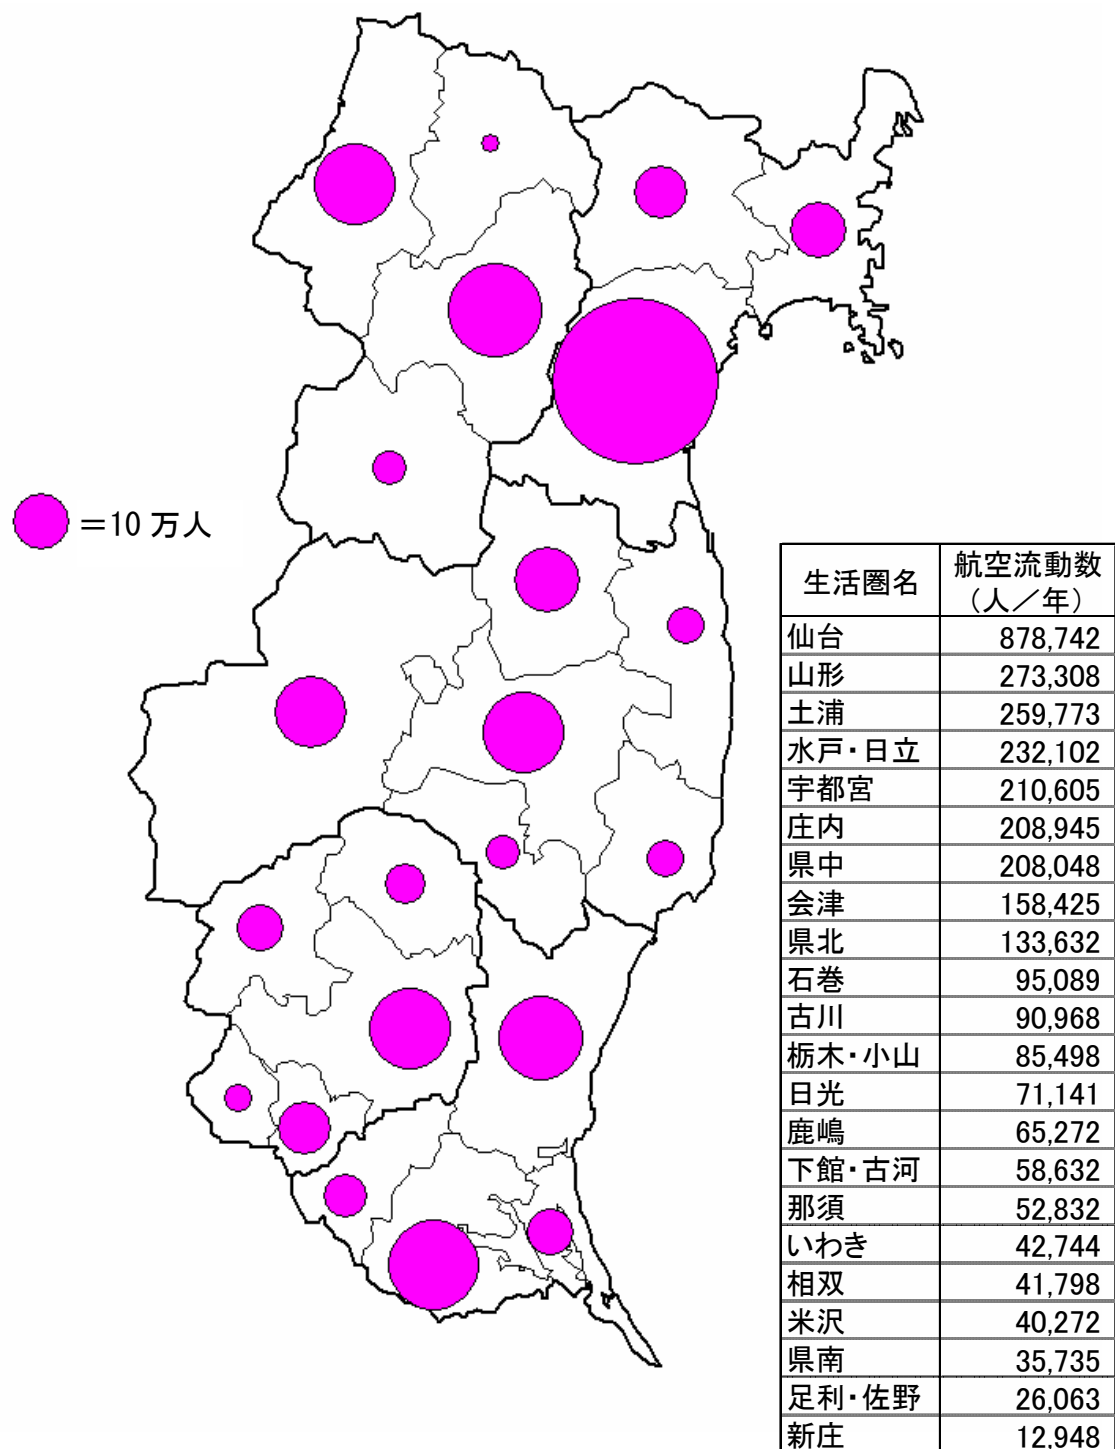 ＝10 万人
生活圏名 航空流動数
（人／年）
仙台 878,742
山形 273,308
土浦 259,773
水戸・日立 232,102
宇都宮 210,605
庄内 208,945
県中 208,048
会津 158,425
県北 133,632
石巻 95,089
古川 90,968
栃木・小山 85,498
日光 71,141
鹿嶋 65,272
下館・古河 58,632
那須 52,832
いわき 42,744
相双 41,798
米沢 40,272
県南 35,735
足利・佐野 26,063
新庄 12,948